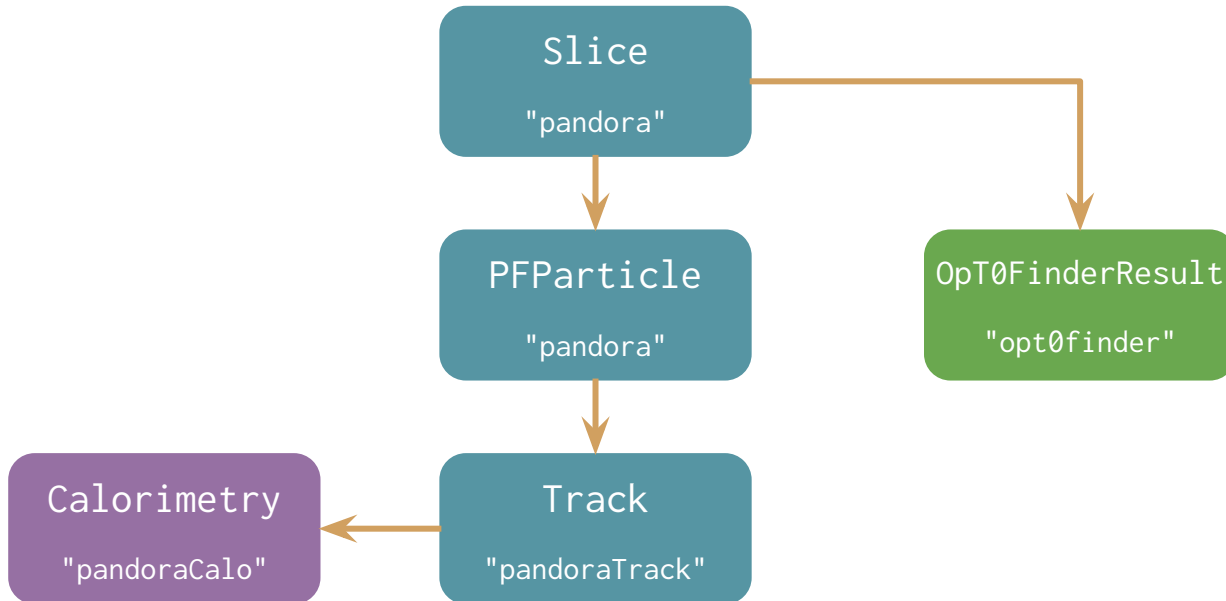 Slice
"pandora"
PFParticle
"pandora"
OpT0FinderResult
"opt0finder"
Calorimetry
"pandoraCalo"
Track
"pandoraTrack"